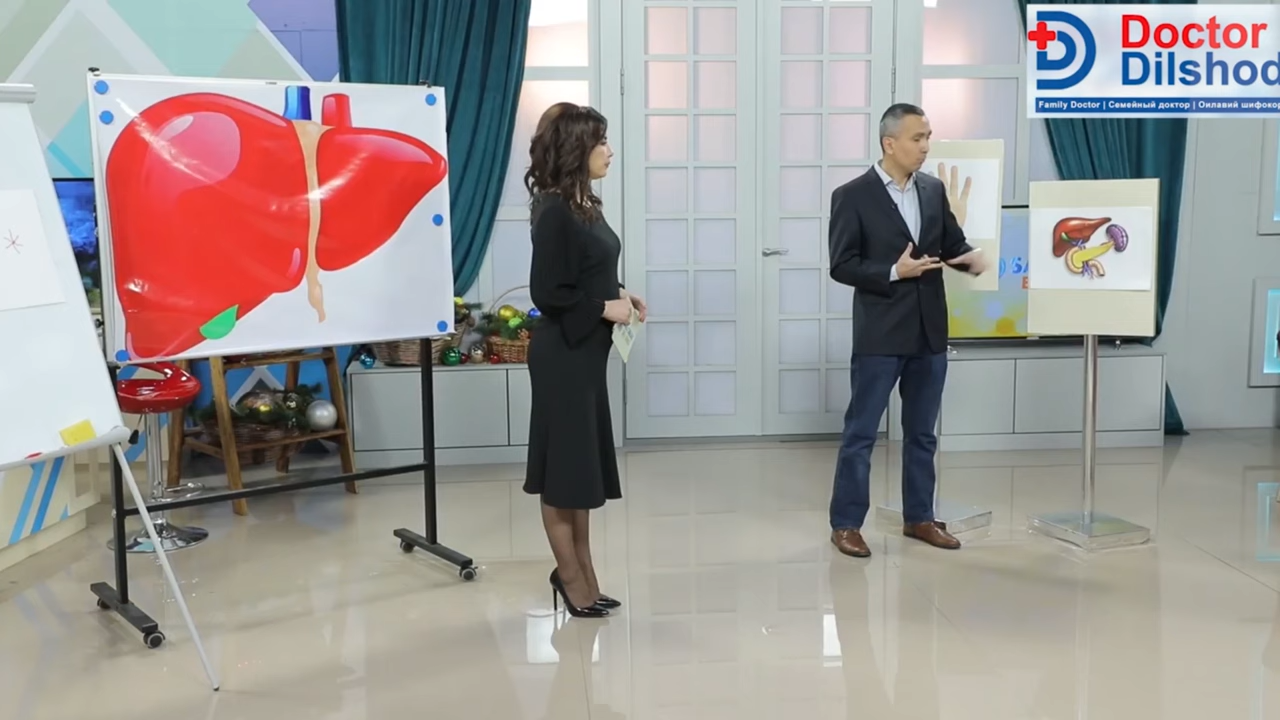 Doctor
Dilshod
Family Doctor | Семейный доктор | Оилавий шифокор